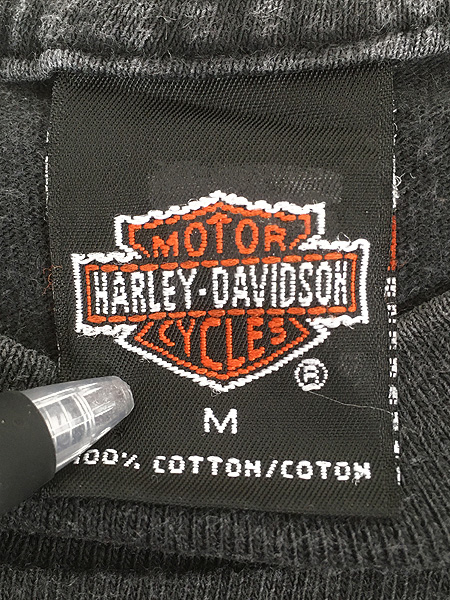 MOTOR
HARLEY-DAVIDSON
CYCLES
®
M
100% COTTON/COTON